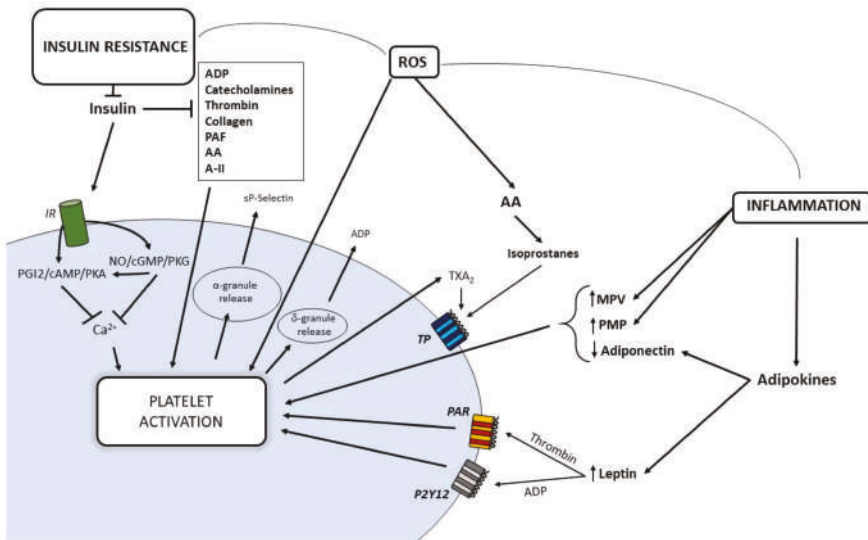 INSULIN RESISTANCE
ROS
Insulin
ADP
Catecholamines
Thrombin
Collagen
PAF
AA
A-II
IR
sP-Selectin
AA
INFLAMMATION
ADP
PGI2/cAMP/PKA
NO/cGMP/PKG
α-granule
release
Isoprostanes
TXA₂
δ-granule
release
MPV
PMP
Adiponectin
Ca²⁺
TP
Adipokines
PLATELET
ACTIVATION
PAR
Thrombin
Leptin
P2Y12
ADP